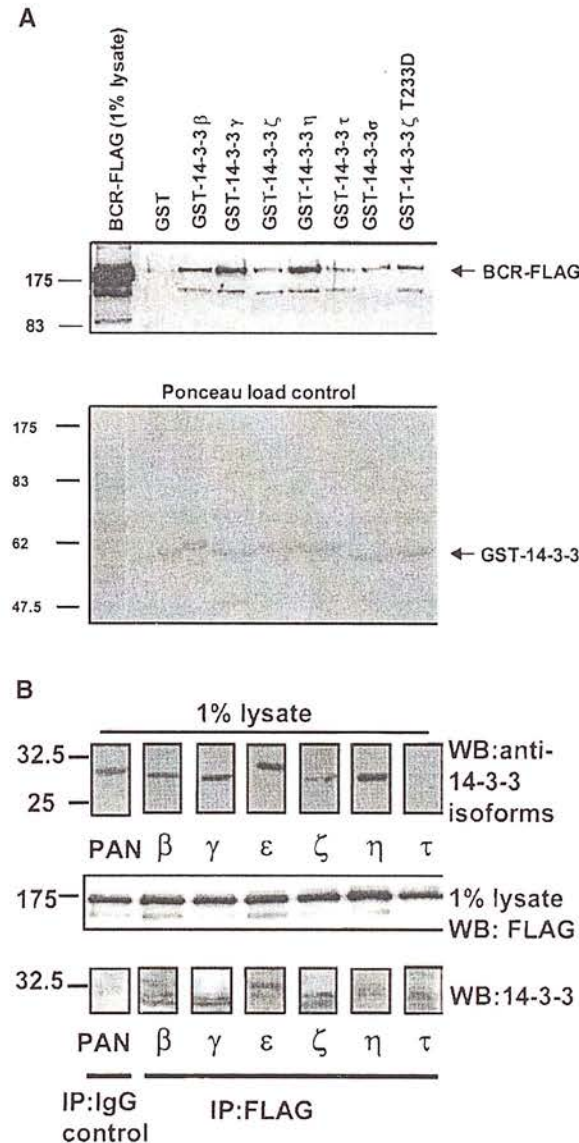 A
BCR-FLAG (1% lysate)
GST
GST-14-3-3 β
GST-14-3-3 γ
GST-14-3-3 ζ
GST-14-3-3 η
GST-14-3-3 τ
GST-14-3-3σ
GST-14-3-3 ζ T233D
175
83
← BCR-FLAG
Ponceau load control
175
83
62
47.5
← GST-14-3-3
B
1% lysate
32.5
25
WB:anti-
14-3-3
isoforms
PAN β γ ε ζ η τ
175
1% lysate
WB: FLAG
32.5
WB:14-3-3
PAN β γ ε ζ η τ
IP:IgG
control
IP:FLAG